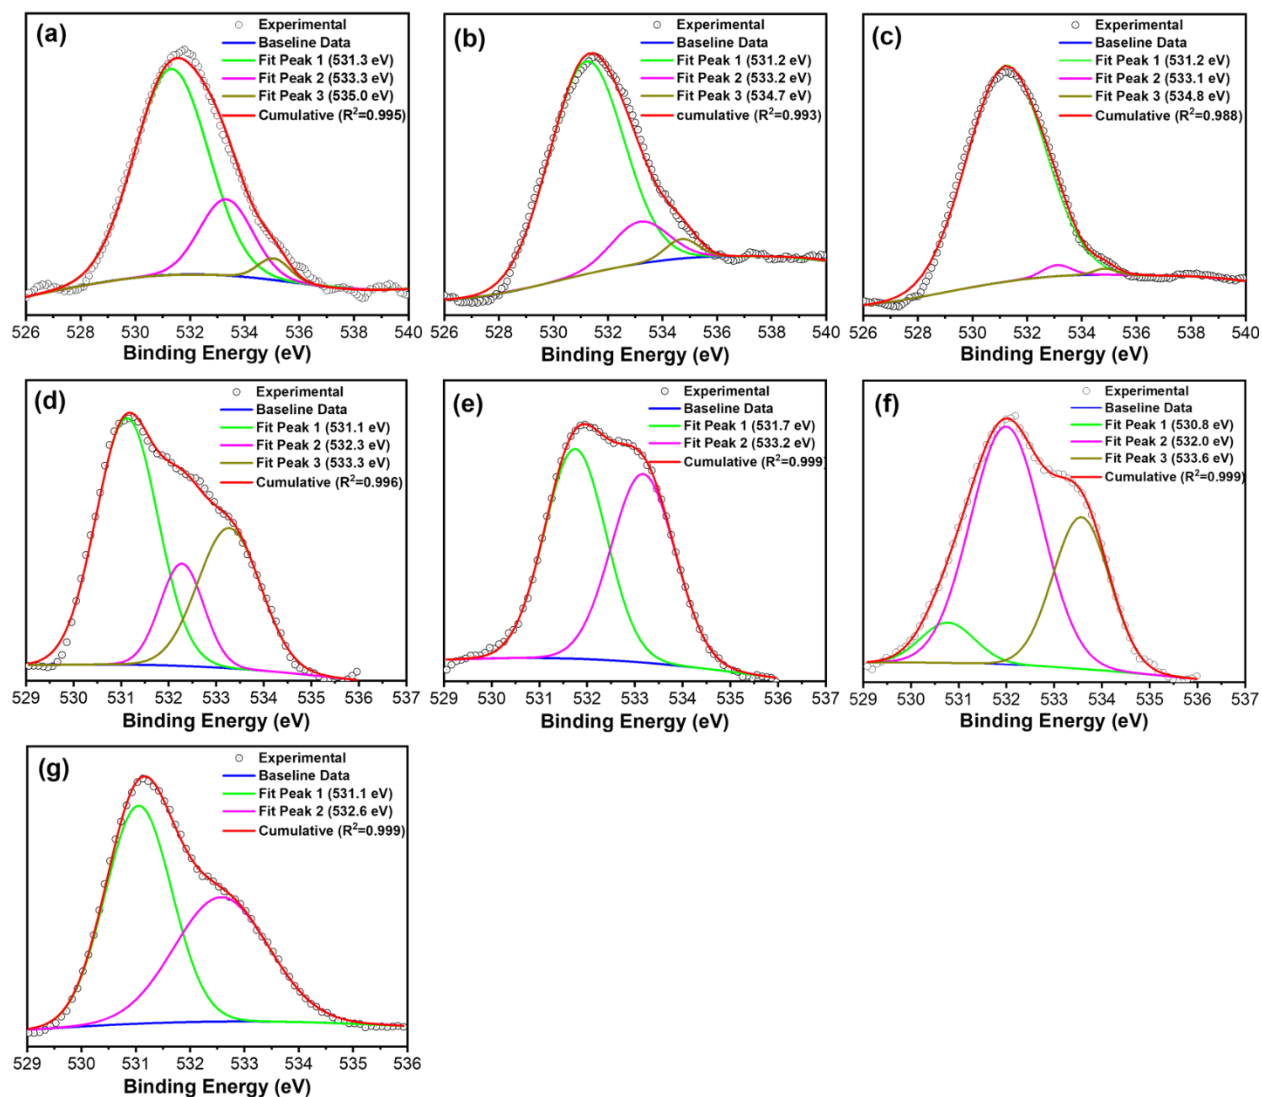 (a)
Experimental
Baseline Data
Fit Peak 1 (531.3 eV)
Fit Peak 2 (533.3 eV)
Fit Peak 3 (535.0 eV)
Cumulative (R²=0.995)
526 528 530 532 534 536 538 540
Binding Energy (eV)
(b)
Experimental
Baseline Data
Fit Peak 1 (531.2 eV)
Fit Peak 2 (533.2 eV)
Fit Peak 3 (534.7 eV)
cumulative (R²=0.993)
526 528 530 532 534 536 538 540
Binding Energy (eV)
(c)
Experimental
Baseline Data
Fit Peak 1 (531.2 eV)
Fit Peak 2 (533.1 eV)
Fit Peak 3 (534.8 eV)
Cumulative (R²=0.988)
526 528 530 532 534 536 538 540
Binding Energy (eV)
(d)
Experimental
Baseline Data
Fit Peak 1 (531.1 eV)
Fit Peak 2 (532.3 eV)
Fit Peak 3 (533.3 eV)
Cumulative (R²=0.996)
529 530 531 532 533 534 535 536 537
Binding Energy (eV)
(e)
Experimental
Baseline Data
Fit Peak 1 (531.7 eV)
Fit Peak 2 (533.2 eV)
Cumulative (R²=0.999)
529 530 531 532 533 534 535 536 537
Binding Energy (eV)
(f)
Experimental
Baseline Data
Fit Peak 1 (530.8 eV)
Fit Peak 2 (532.0 eV)
Fit Peak 3 (533.6 eV)
Cumulative (R²=0.999)
529 530 531 532 533 534 535 536 537
Binding Energy (eV)
(g)
Experimental
Baseline Data
Fit Peak 1 (531.1 eV)
Fit Peak 2 (532.6 eV)
Cumulative (R²=0.999)
529 530 531 532 533 534 535 536
Binding Energy (eV)